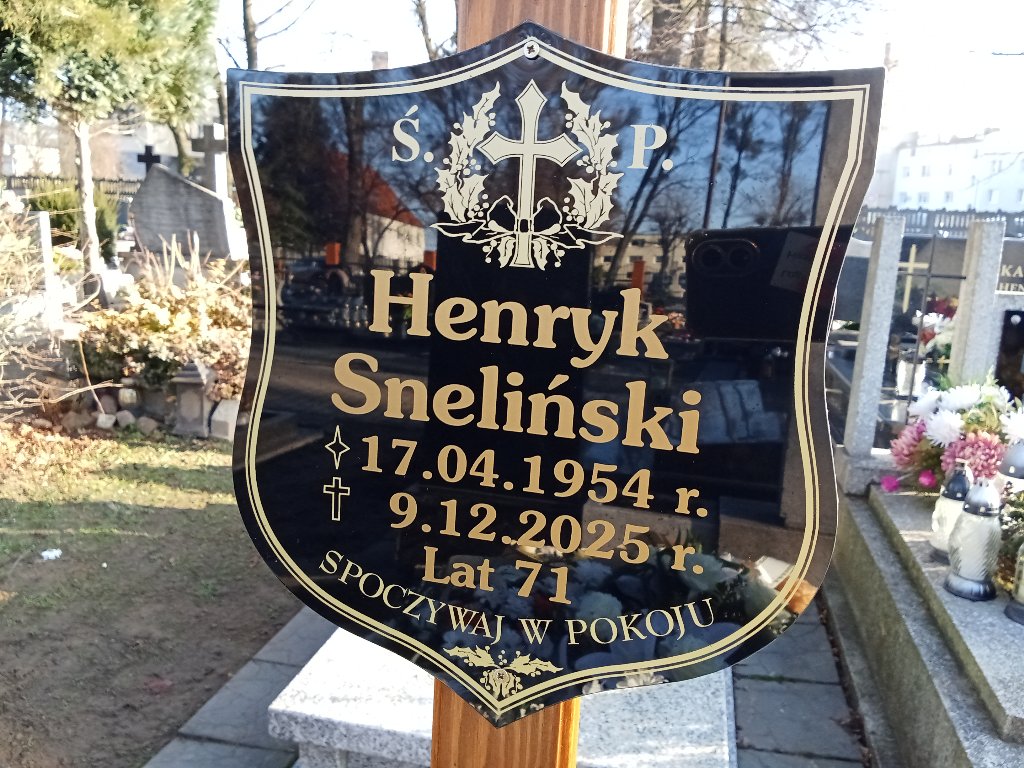 Ś. P.
Henryk
Sneliński
17.04.1954 r.
9.12.2025 r.
Lat 71
SPOCZYWAJ W POKOJU